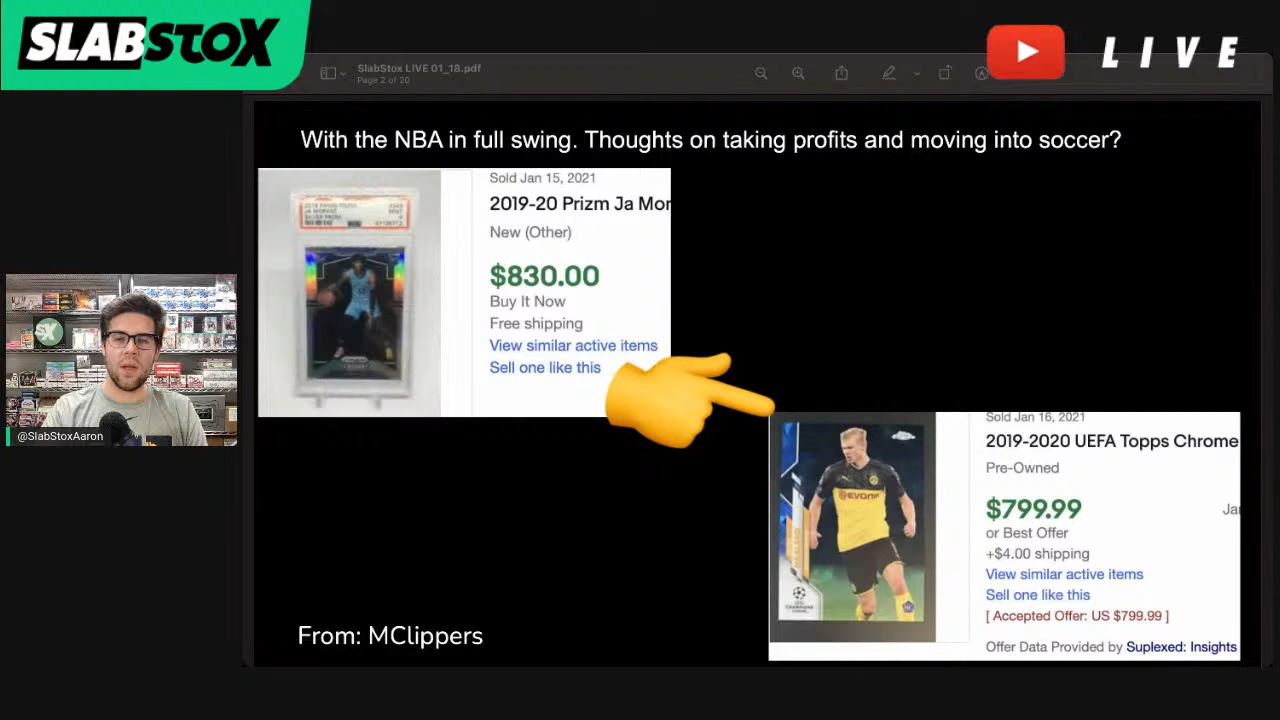 SLABSTOX
LIVE
SlabStox LIVE 01_18.pdf
Page 2 of 20
With the NBA in full swing. Thoughts on taking profits and moving into soccer?
Sold Jan 15, 2021
2019-20 Prizm Ja Mor
New (Other)
$830.00
Buy It Now
Free shipping
View similar active items
Sell one like this
@SlabStoxAaron
Sold Jan 16, 2021
2019-2020 UEFA Topps Chrome
Pre-Owned
$799.99
Jar
or Best Offer
+$4.00 shipping
View similar active items
Sell one like this
[ Accepted Offer: US $799.99 ]
Offer Data Provided by Suplexed: Insights
From: MClippers